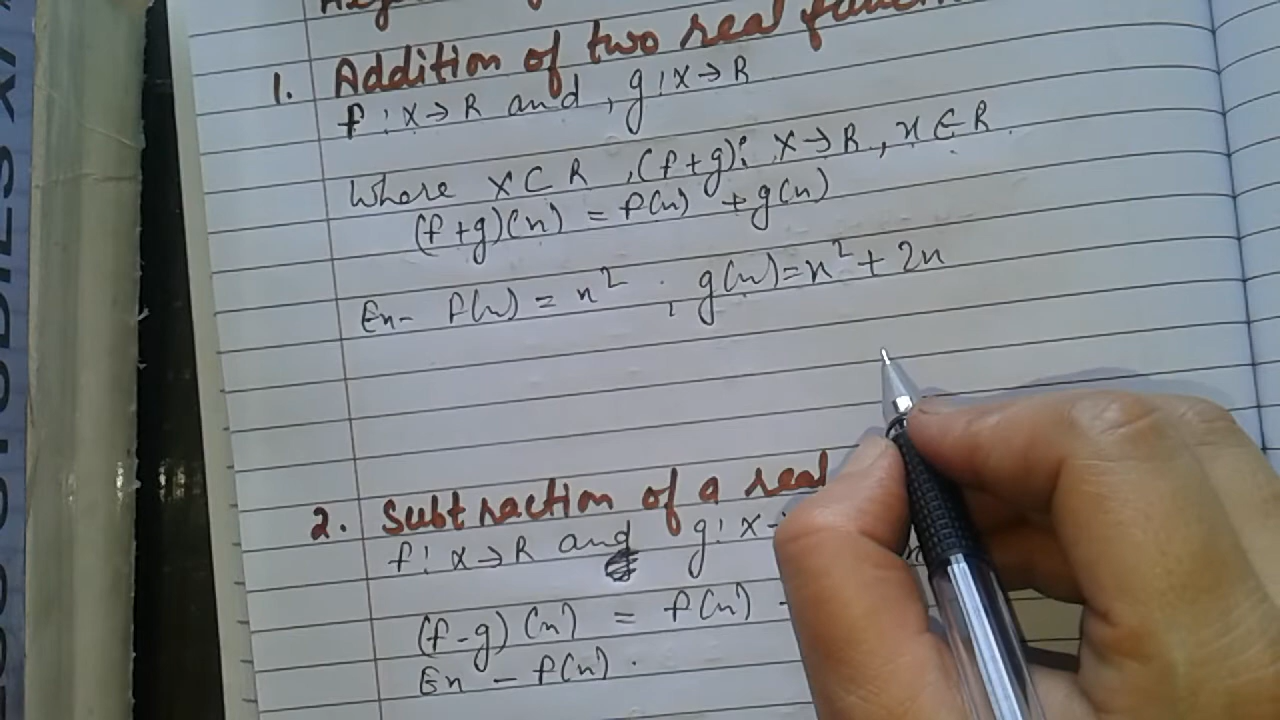 1. Addition of two real
f : X → R and , g : X → R
Where X ⊂ R , (f+g) : X → R , x ∈ R.
(f+g)(x) = f(x) + g(x)
Ex- f(x) = x² ; g(x) = x² + 2x
2. Subtraction of a real
f : X → R and g : X
(f-g)(x) = f(x) -
Ex - f(x) .